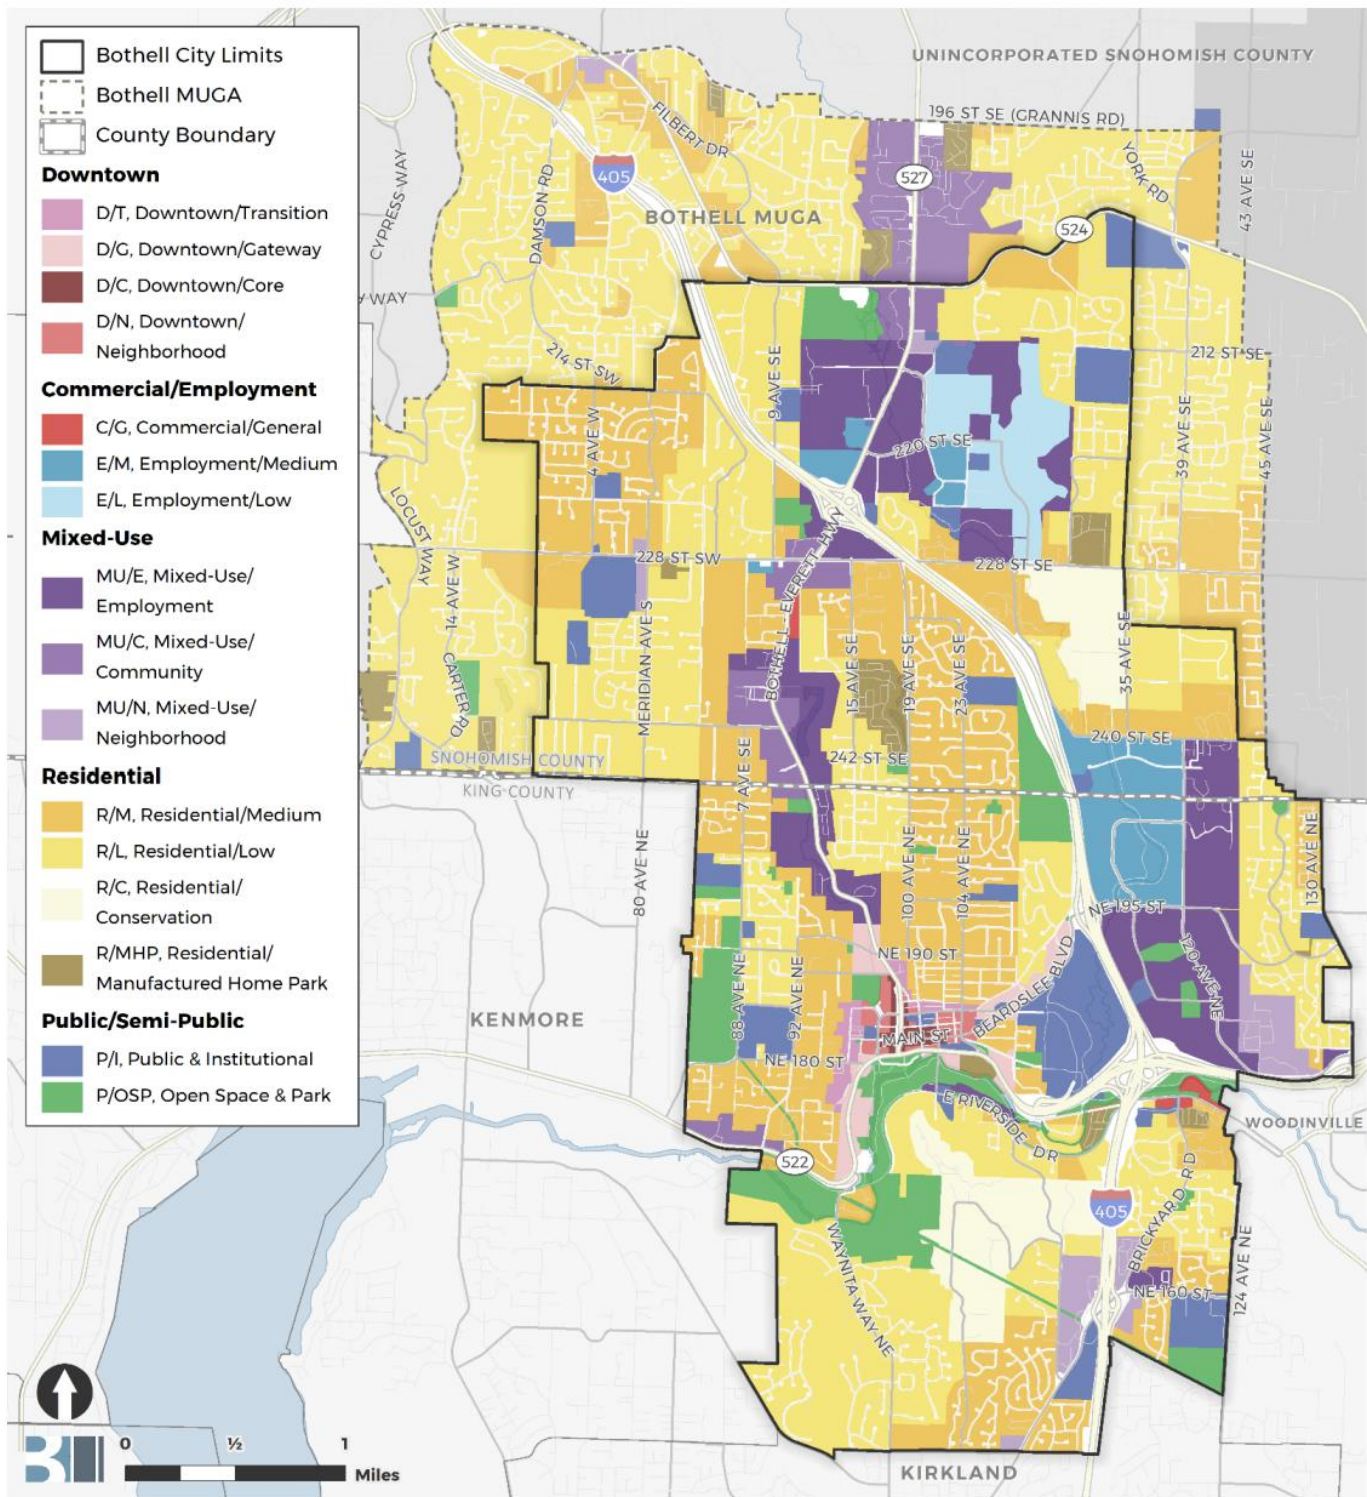 Bothell City Limits
Bothell MUGA
County Boundary
Downtown
D/T, Downtown/Transition
D/G, Downtown/Gateway
D/C, Downtown/Core
D/N, Downtown/
Neighborhood
Commercial/Employment
C/G, Commercial/General
E/M, Employment/Medium
E/L, Employment/Low
Mixed-Use
MU/E, Mixed-Use/
Employment
MU/C, Mixed-Use/
Community
MU/N, Mixed-Use/
Neighborhood
Residential
R/M, Residential/Medium
R/L, Residential/Low
R/C, Residential/
Conservation
R/MHP, Residential/
Manufactured Home Park
Public/Semi-Public
P/I, Public & Institutional
P/OSP, Open Space & Park
UNINCORPORATED SNOHOMISH COUNTY
196 ST SE (GRANNIS RD)
FILBERT DR
YORK RD
43 AVE SE
405
527
DAMSON RD
CYPRESS WAY
BOTHELL MUGA
524
WAY
214 ST SW
9 AVE SE
212 ST SE
4 AVE W
220 ST SE
39 AVE SE
45 AVE SE
LOCUST WAY
BOTHELL-EVERETT HWY
228 ST SW
228 ST SE
14 AVE W
MERIDIAN AVE S
15 AVE SE
19 AVE SE
23 AVE SE
35 AVE SE
CARTER RD
240 ST SE
242 ST SE
7 AVE SE
SNOHOMISH COUNTY
KING COUNTY
80 AVE NE
100 AVE NE
104 AVE NE
130 AVE NE
NE 195 ST
NE 190 ST
BEARDSLEE BLVD
120 AVE NE
88 AVE NE
92 AVE NE
KENMORE
MAIN ST
NE 180 ST
E RIVERSIDE DR
WOODINVILLE
522
405
BRICKYARD RD
WAYNITA WAY NE
NE 160 ST
124 AVE NE
KIRKLAND
0
½
1
Miles